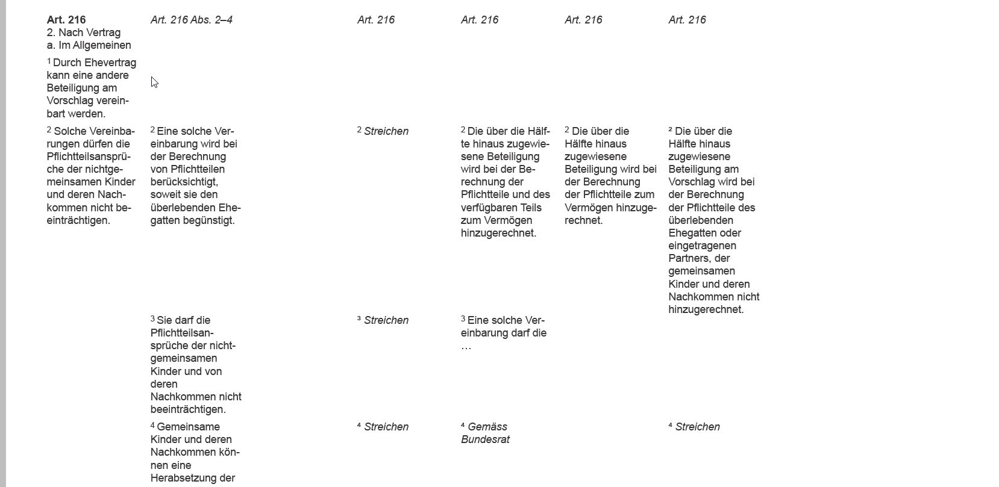 Art. 216
2. Nach Vertrag
a. Im Allgemeinen
1 Durch Ehevertrag
kann eine andere
Beteiligung am
Vorschlag verein-
bart werden.
2 Solche Vereinba-
rungen dürfen die
Pflichtteilsansprü-
che der nichtge-
meinsamen Kinder
und deren Nach-
kommen nicht be-
einträchtigen.
Art. 216 Abs. 2–4
2 Eine solche Ver-
einbarung wird bei
der Berechnung
von Pflichtteilen
berücksichtigt,
soweit sie den
überlebenden Ehe-
gatten begünstigt.
3 Sie darf die
Pflichtteilsan-
sprüche der nicht-
gemeinsamen
Kinder und von
deren
Nachkommen nicht
beeinträchtigen.
4 Gemeinsame
Kinder und deren
Nachkommen kön-
nen eine
Herabsetzung der
Art. 216
2 Streichen
³ Streichen
⁴ Streichen
Art. 216
2 Die über die Hälf-
te hinaus zugewie-
sene Beteiligung
wird bei der Be-
rechnung der
Pflichtteile und des
verfügbaren Teils
zum Vermögen
hinzugerechnet.
3 Eine solche Ver-
einbarung darf die
…
⁴ Gemäss
Bundesrat
Art. 216
2 Die über die
Hälfte hinaus
zugewiesene
Beteiligung wird bei
der Berechnung
der Pflichtteile zum
Vermögen hinzuge-
rechnet.
Art. 216
² Die über die
Hälfte hinaus
zugewiesene
Beteiligung am
Vorschlag wird bei
der Berechnung
der Pflichtteile des
überlebenden
Ehegatten oder
eingetragenen
Partners, der
gemeinsamen
Kinder und deren
Nachkommen nicht
hinzugerechnet.
⁴ Streichen